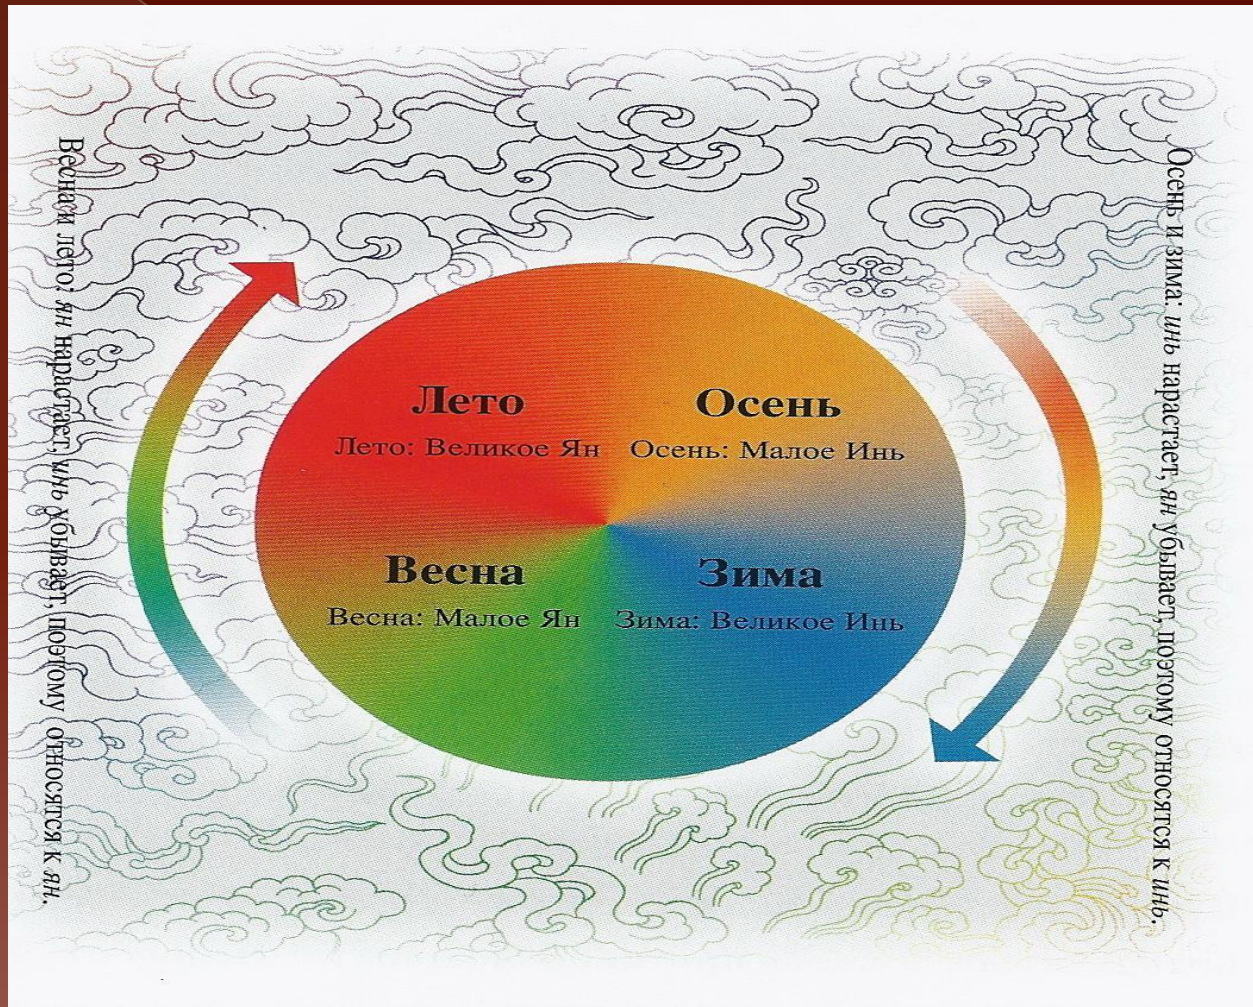 Весна и лето: ян нарастает, инь убывает, поэтому относятся к ян.
Лето
Лето: Великое Ян
Осень
Осень: Малое Инь
Весна
Весна: Малое Ян
Зима
Зима: Великое Инь
Осень и зима: инь нарастает, ян убывает, поэтому относятся к инь.